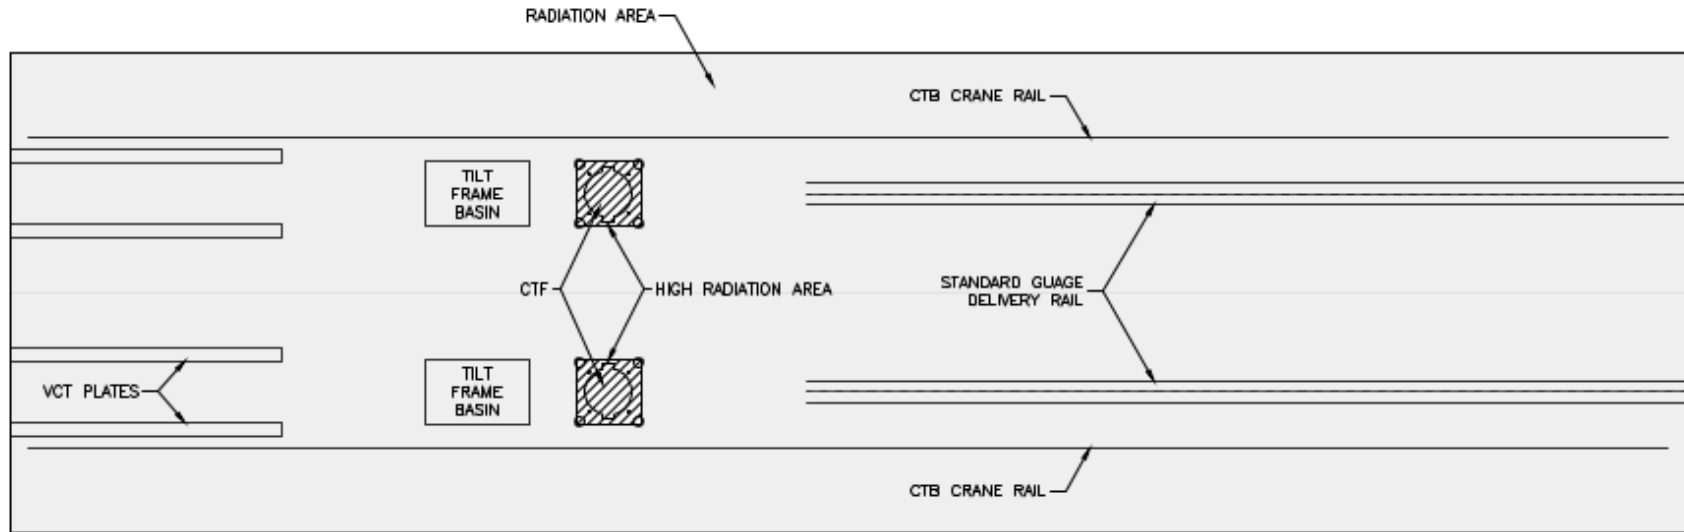 RADIATION AREA
CTB CRANE RAIL
TILT
FRAME
BASIN
CTF
HIGH RADIATION AREA
STANDARD GUAGE
DELIVERY RAIL
TILT
FRAME
BASIN
VCT PLATES
CTB CRANE RAIL